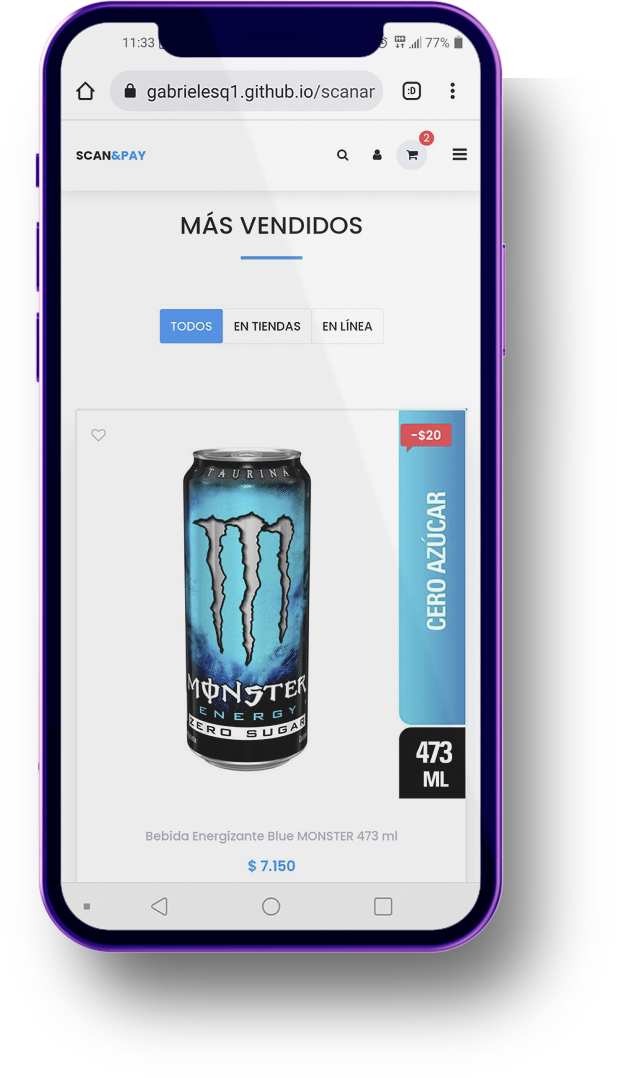 11:33
77%
gabrielesq1.github.io/scanar
:D
SCAN&PAY
2
MÁS VENDIDOS
TODOS
EN TIENDAS
EN LÍNEA
-$20
TAURINA
CERO AZÚCAR
MONSTER
ENERGY
ZERO SUGAR
473
ML
Bebida Energizante Blue MONSTER 473 ml
$ 7.150